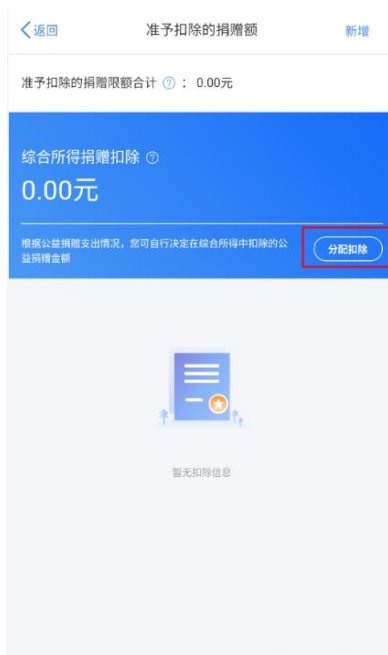 返回 准予扣除的捐赠额 新增
准予扣除的捐赠限额合计 ? ： 0.00元
综合所得捐赠扣除 ?
0.00元
根据公益捐赠支出情况，您可自行决定在综合所得中扣除的公
益捐赠金额
分配扣除
暂无扣除信息